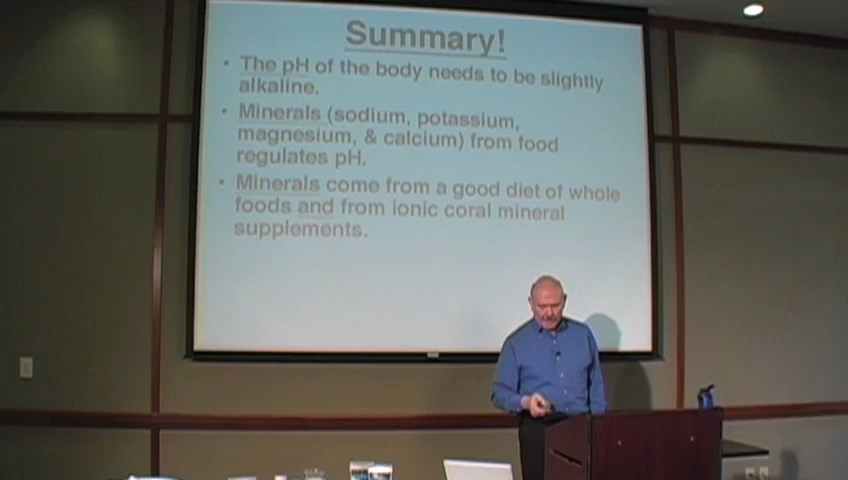 Summary!
• The pH of the body needs to be slightly
alkaline.
• Minerals (sodium, potassium,
magnesium, & calcium) from food
regulates pH.
• Minerals come from a good diet of whole
foods and from ionic coral mineral
supplements.